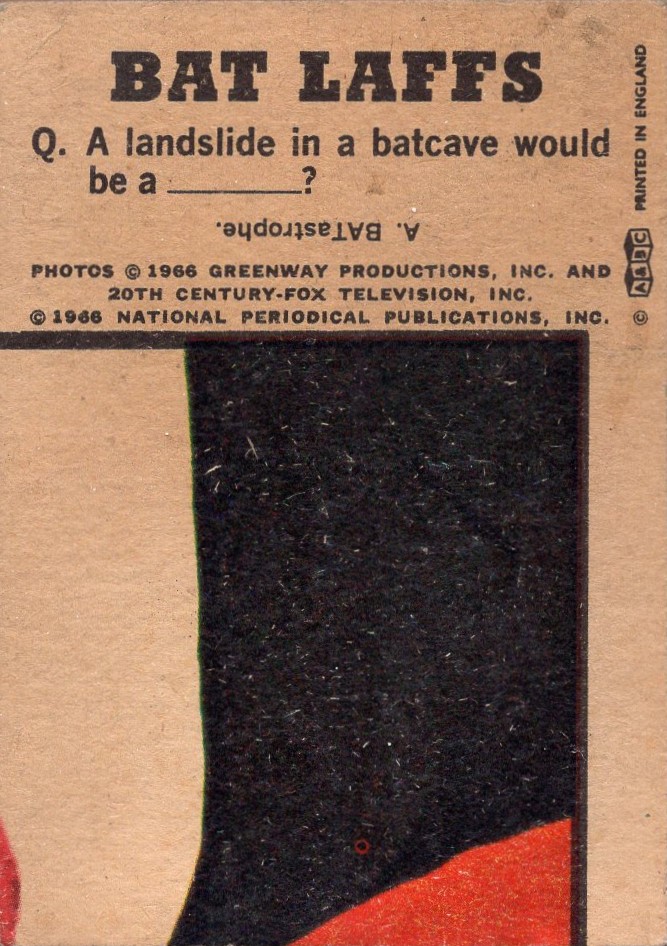 BAT LAFFS
Q. A landslide in a batcave would
be a ________?
A. BATastrophe.
PHOTOS © 1966 GREENWAY PRODUCTIONS, INC. AND
20TH CENTURY-FOX TELEVISION, INC.
© 1966 NATIONAL PERIODICAL PUBLICATIONS, INC.
© A&BC PRINTED IN ENGLAND